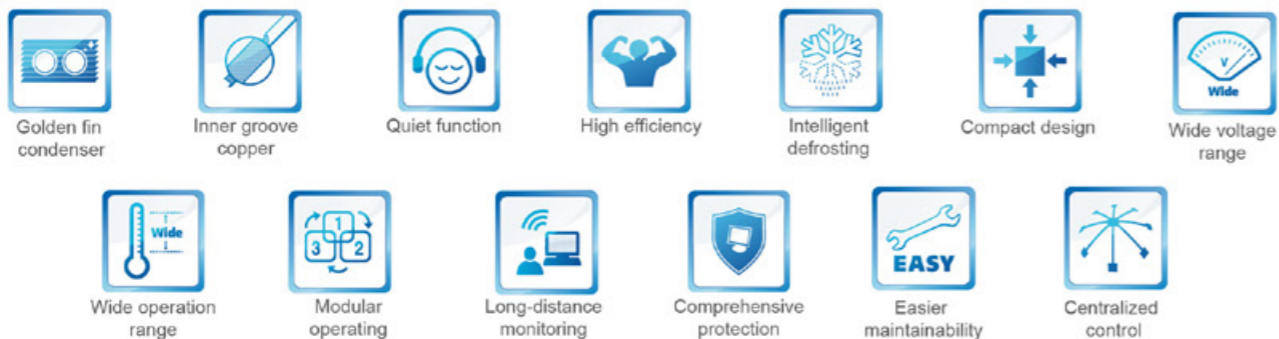 V
Wide
Golden fin
condenser
Inner groove
copper
Quiet function
High efficiency
Intelligent
defrosting
Compact design
Wide voltage
range
Wide
1
3 2
EASY
Wide operation
range
Modular
operating
Long-distance
monitoring
Comprehensive
protection
Easier
maintainability
Centralized
control